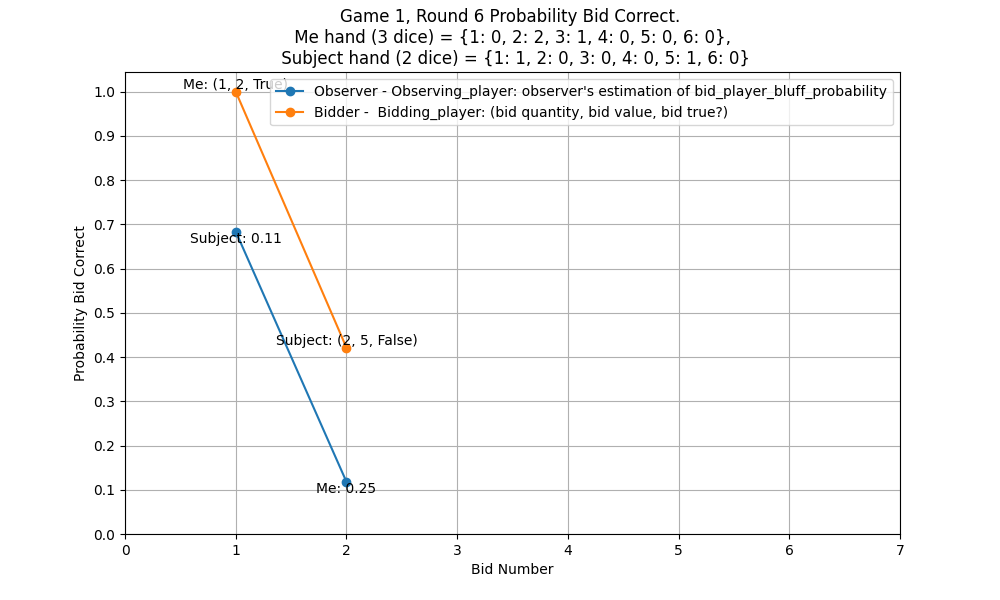 Game 1, Round 6 Probability Bid Correct.
Me hand (3 dice) = {1: 0, 2: 2, 3: 1, 4: 0, 5: 0, 6: 0},
Subject hand (2 dice) = {1: 1, 2: 0, 3: 0, 4: 0, 5: 1, 6: 0}
Me: (1, 2, True)
Observer - Observing_player: observer's estimation of bid_player_bluff_probability
Bidder -  Bidding_player: (bid quantity, bid value, bid true?)
Subject: 0.11
Subject: (2, 5, False)
Me: 0.25
Probability Bid Correct
1.0
0.9
0.8
0.7
0.6
0.5
0.4
0.3
0.2
0.1
0.0
0 1 2 3 4 5 6 7
Bid Number